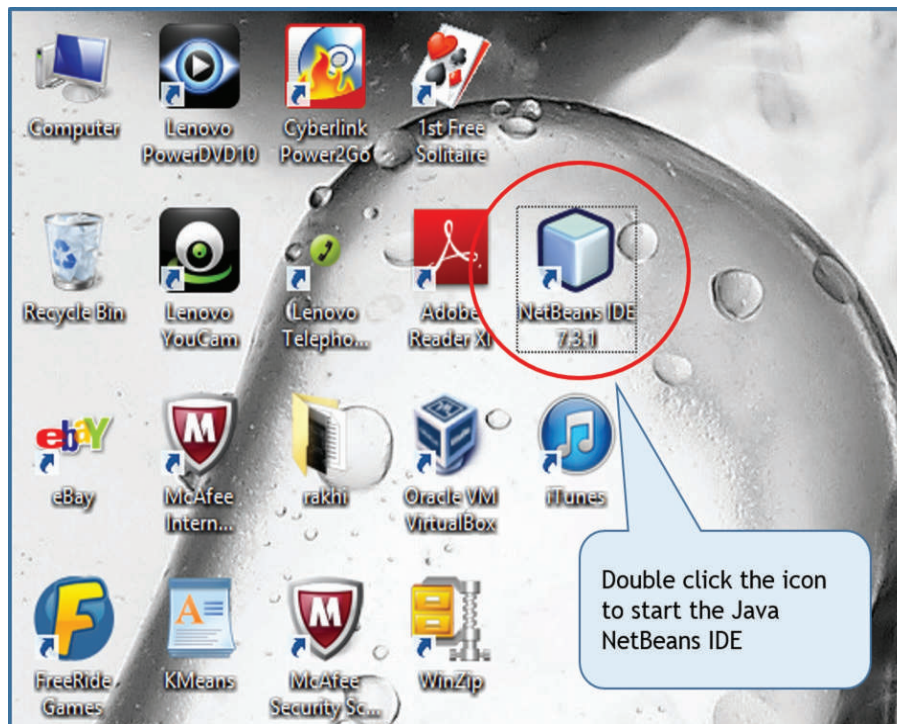 Computer
Lenovo
PowerDVD10
Cyberlink
Power2Go
1st Free
Solitaire
Recycle Bin
Lenovo
YouCam
Lenovo
Telepho...
Adobe
Reader XI
NetBeans IDE
7.3.1
ebaY
eBay
M
McAfee
Intern...
rakhi
Oracle VM
VirtualBox
iTunes
F
FreeRide
Games
A
KMeans
M
McAfee
Security Sc...
WinZip
Double click the icon
to start the Java
NetBeans IDE